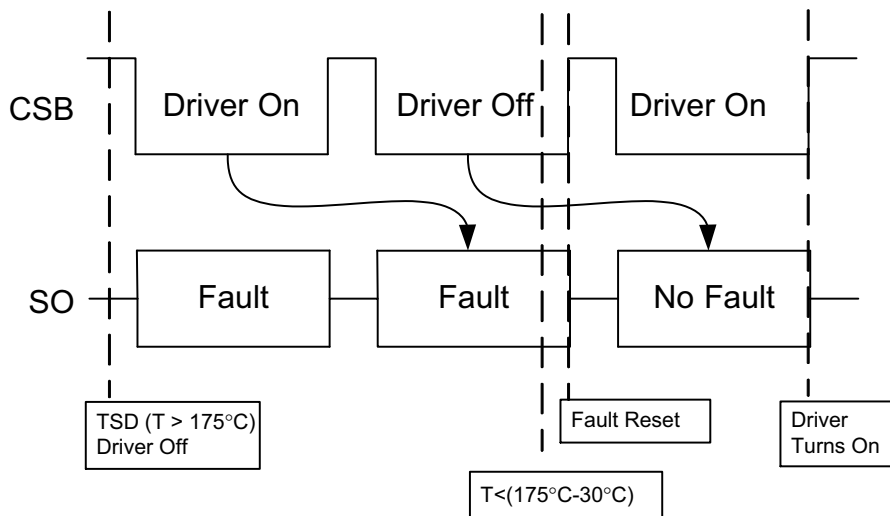 CSB
Driver On
Driver Off
Driver On
SO
Fault
Fault
No Fault
TSD (T > 175°C)
Driver Off
Fault Reset
Driver
Turns On
T<(175°C-30°C)